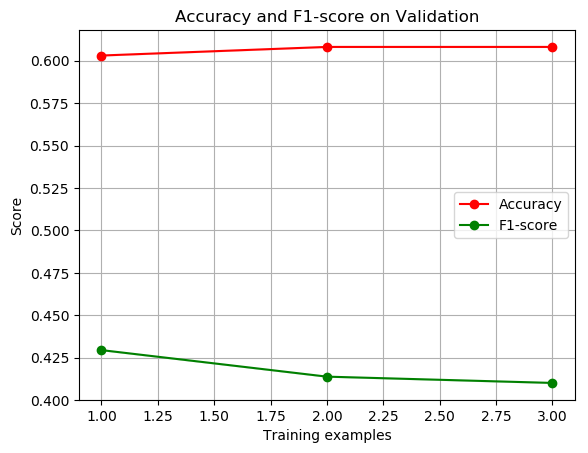 Accuracy and F1-score on Validation
0.600
0.575
0.550
0.525
0.500
0.475
0.450
0.425
0.400
Score
Accuracy
F1-score
1.00 1.25 1.50 1.75 2.00 2.25 2.50 2.75 3.00
Training examples